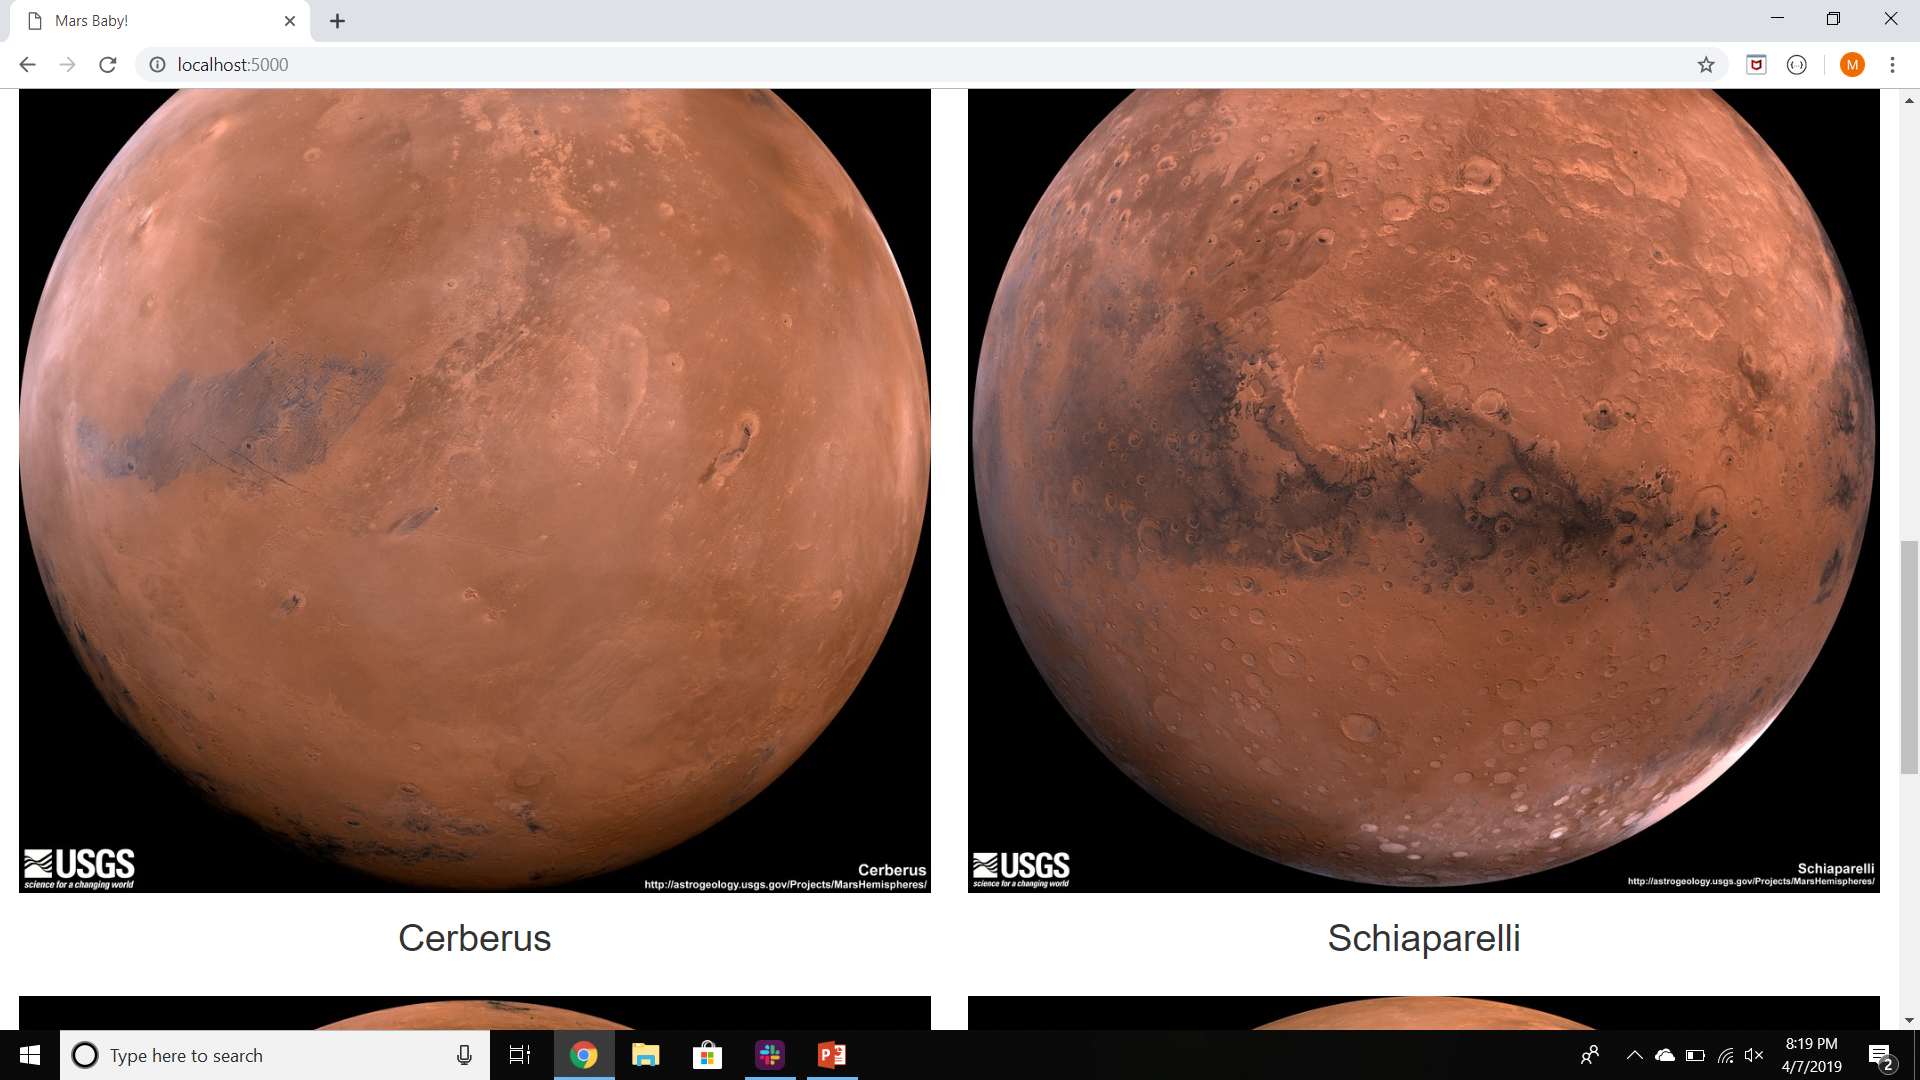 Mars Baby!
localhost:5000
M
USGS
science for a changing world
Cerberus
http://astrogeology.usgs.gov/Projects/MarsHemispheres/
USGS
science for a changing world
Schiaparelli
http://astrogeology.usgs.gov/Projects/MarsHemispheres/
Cerberus
Schiaparelli
Type here to search
8:19 PM
4/7/2019
2